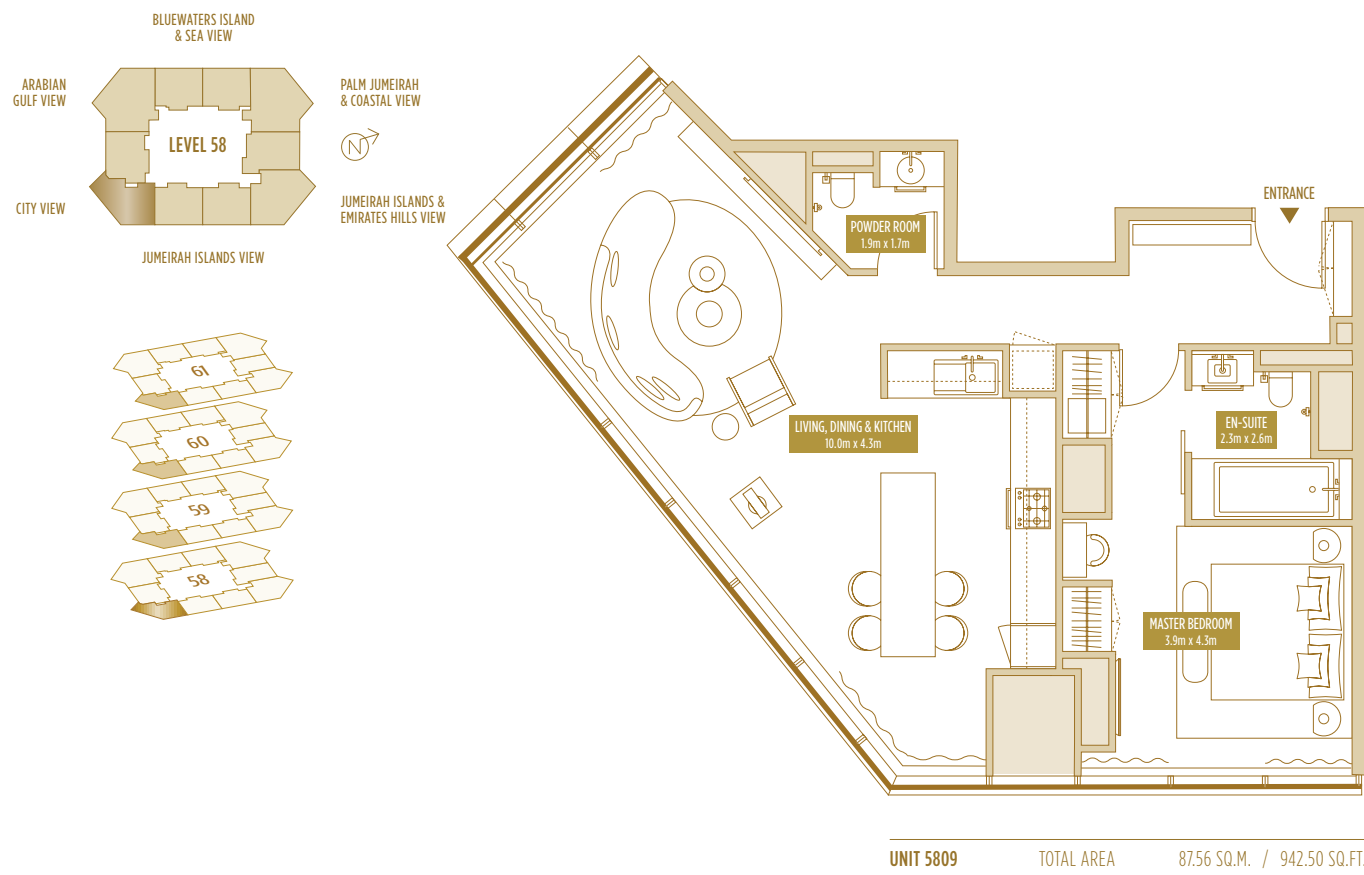 BLUEWATERS ISLAND
& SEA VIEW
ARABIAN
GULF VIEW
PALM JUMEIRAH
& COASTAL VIEW
LEVEL 58
N
CITY VIEW
JUMEIRAH ISLANDS &
EMIRATES HILLS VIEW
JUMEIRAH ISLANDS VIEW
61
60
59
58
ENTRANCE
POWDER ROOM
1.9m x 1.7m
LIVING, DINING & KITCHEN
10.0m x 4.3m
EN-SUITE
2.3m x 2.6m
MASTER BEDROOM
3.9m x 4.3m
UNIT 5809 TOTAL AREA 87.56 SQ.M. / 942.50 SQ.FT.